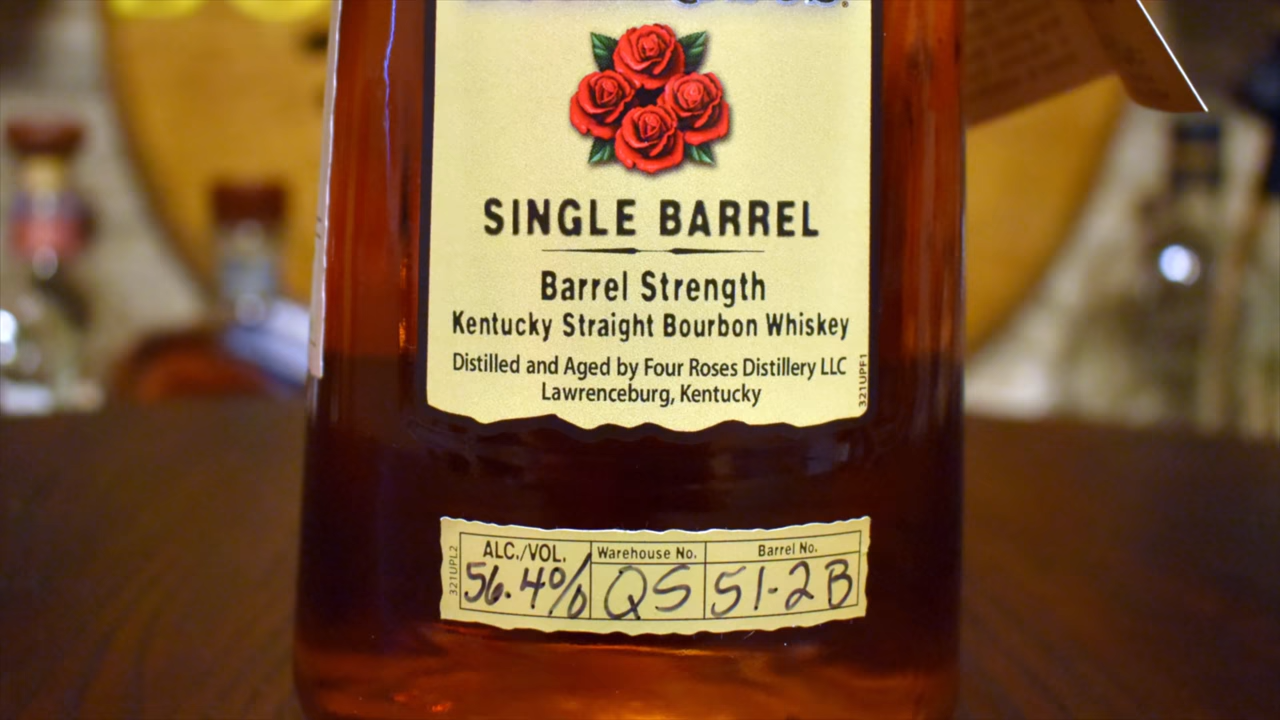 SINGLE BARREL
Barrel Strength
Kentucky Straight Bourbon Whiskey
Distilled and Aged by Four Roses Distillery LLC
Lawrenceburg, Kentucky
321UPF1
321UPL2
ALC./VOL. Warehouse No. Barrel No.
56.4% QS 51-2B